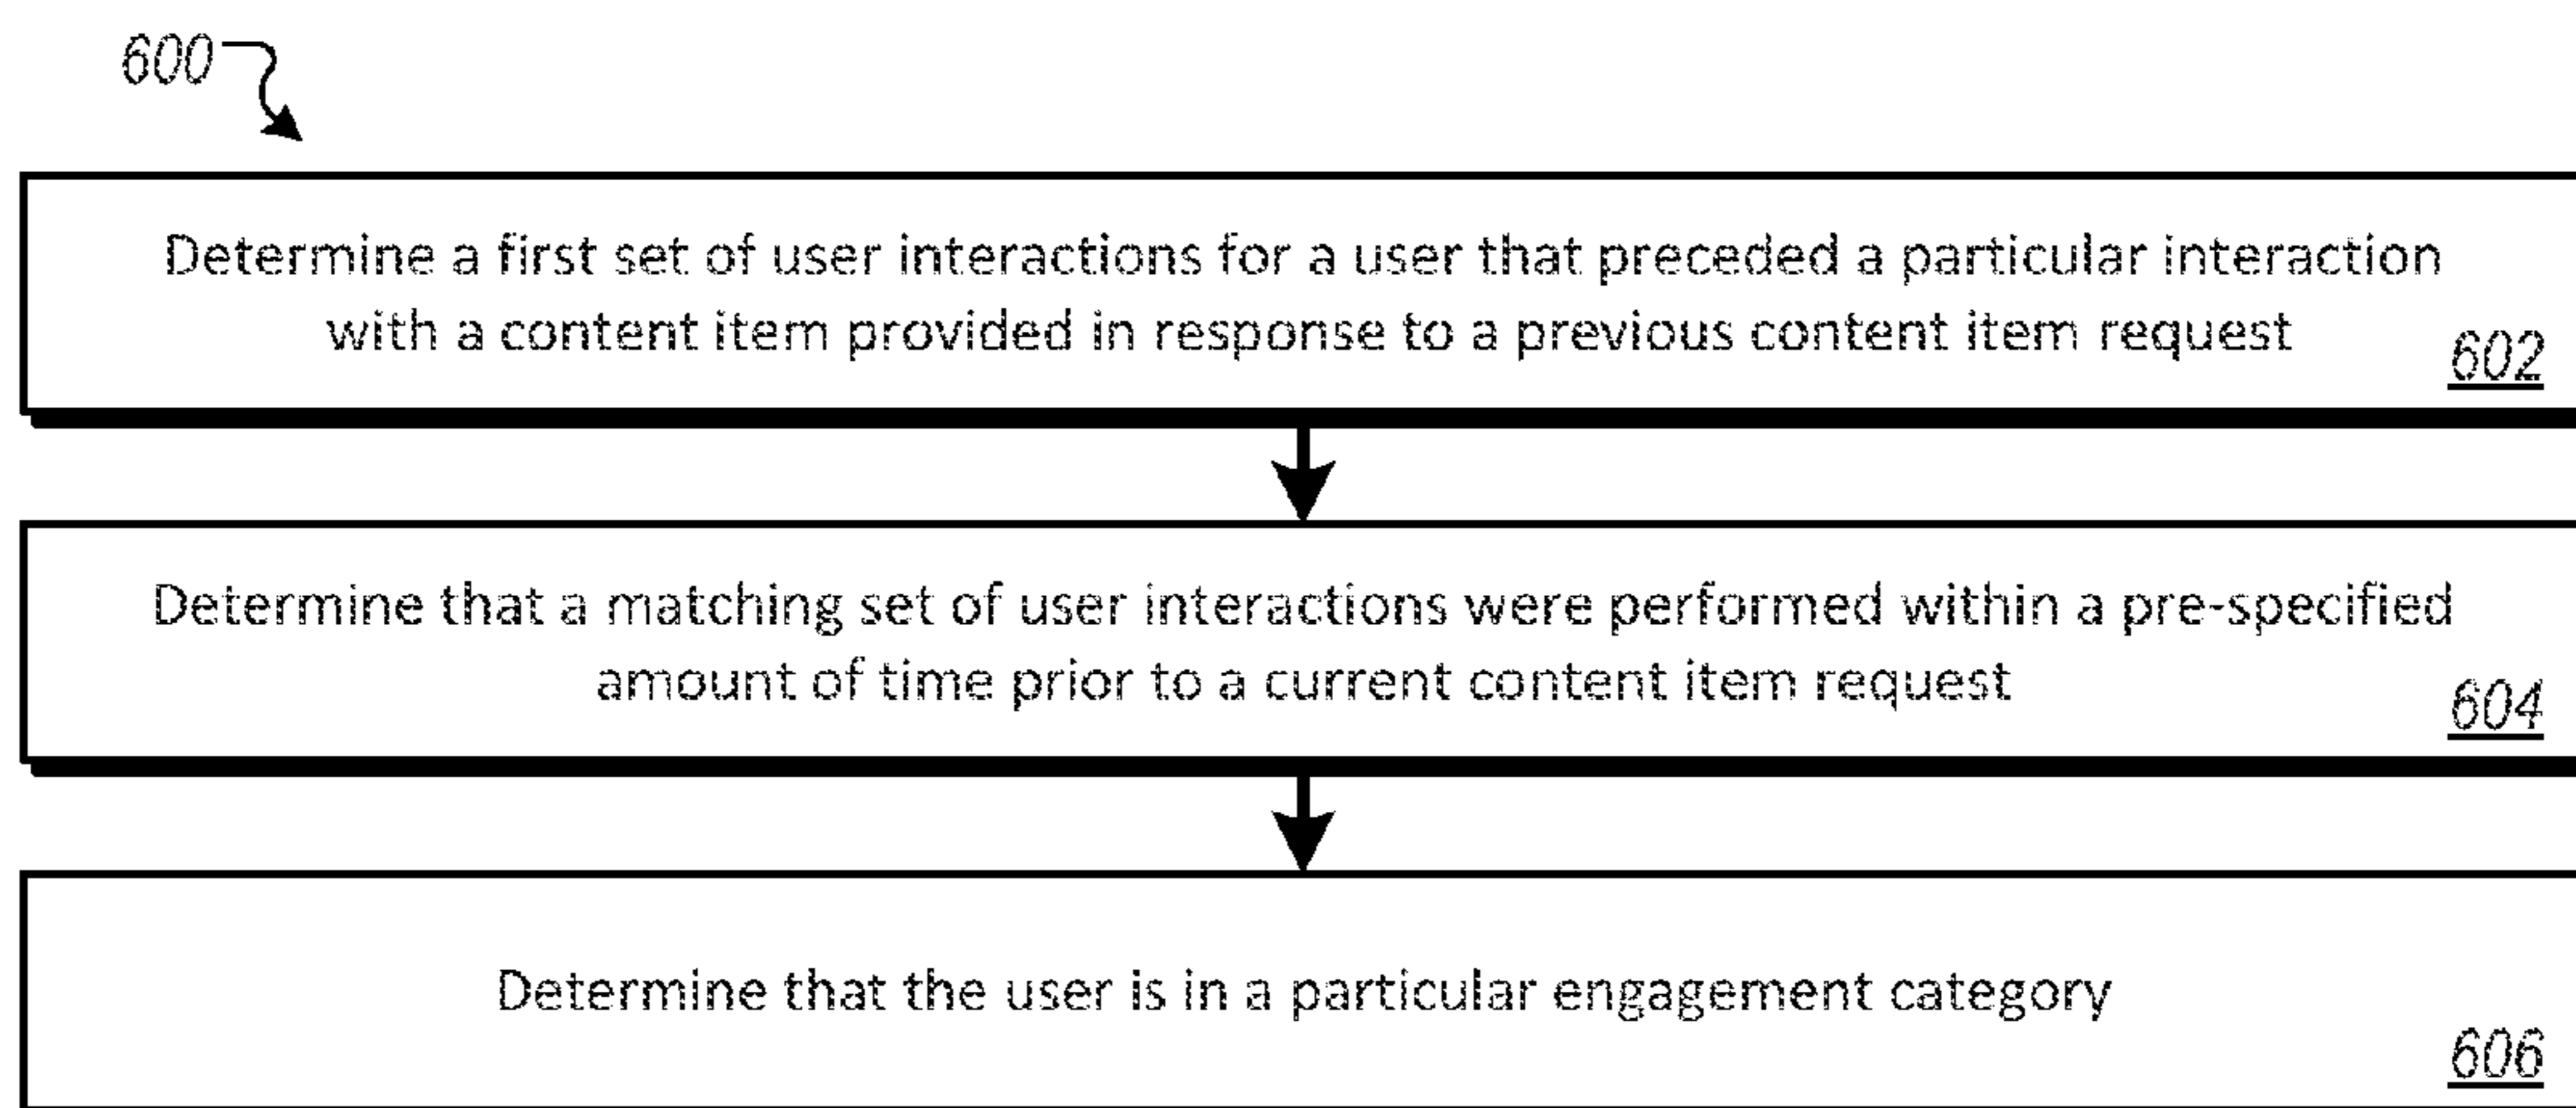 600
Determine a first set of user interactions for a user that preceded a particular interaction
with a content item provided in response to a previous content item request
602
Determine that a matching set of user interactions were performed within a pre-specified
amount of time prior to a current content item request
604
Determine that the user is in a particular engagement category
606